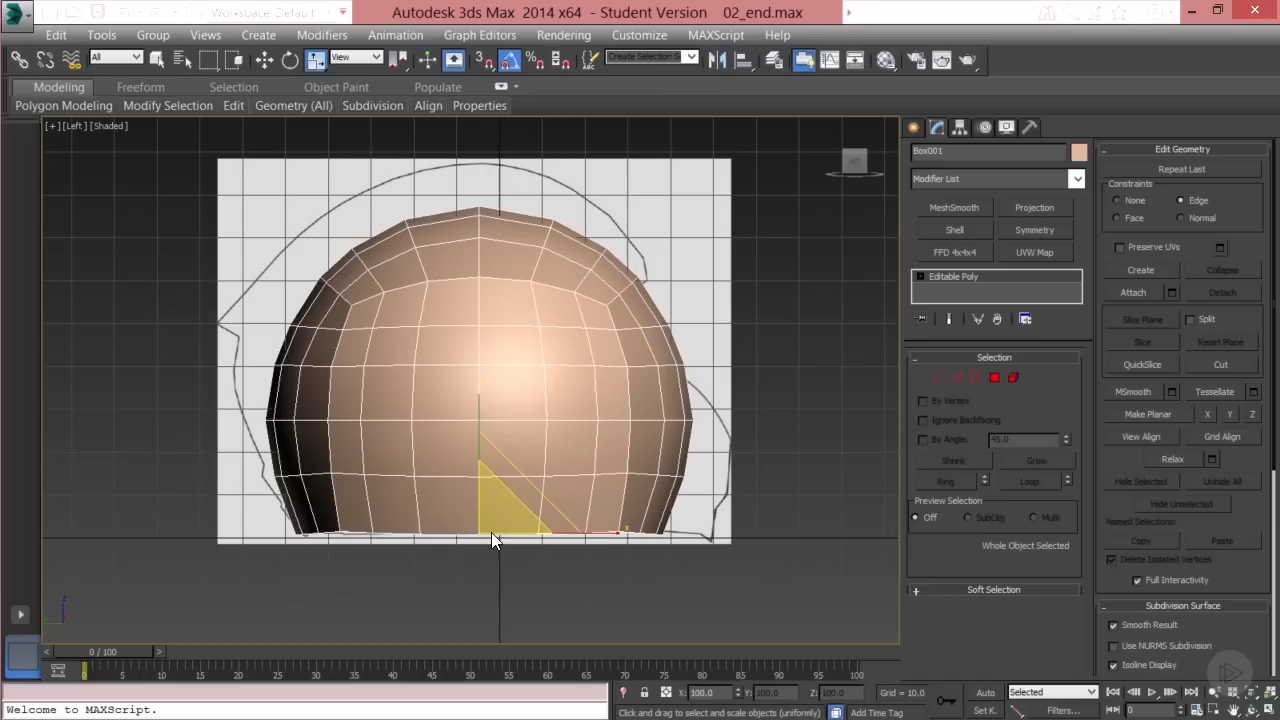 Workspace: Default
Autodesk 3ds Max 2014 x64 - Student Version 02_end.max
Edit Tools Group Views Create Modifiers Animation Graph Editors Rendering Customize MAXScript Help
All View Create Selection S
Modeling Freeform Selection Object Paint Populate
Polygon Modeling Modify Selection Edit Geometry (All) Subdivision Align Properties
[+][Left][Shaded]
Box001
Modifier List
MeshSmooth Projection
Shell Symmetry
FFD 4x4x4 UVW Map
Editable Poly
- Selection
By Vertex
Ignore Backfacing
By Angle: 45.0
Shrink Grow
Ring Loop
Preview Selection
Off SubObj Multi
Whole Object Selected
+ Soft Selection
- Edit Geometry
Repeat Last
Constraints
None Edge
Face Normal
Preserve UVs
Create Collapse
Attach Detach
Slice Plane Split
Slice Reset Plane
QuickSlice Cut
MSmooth Tessellate
Make Planar X Y Z
View Align Grid Align
Relax
Hide Selected Unhide All
Hide Unselected
Named Selections:
Copy Paste
Delete Isolated Vertices
Full Interactivity
- Subdivision Surface
Smooth Result
Use NURMS Subdivision
Isoline Display
z
< 0 / 100 >
0 5 10 15 20 25 30 35 40 45 50 55 60 65 70 75 80 85 90 95 100
Welcome to MAXScript.
X: 100.0 Y: 100.0 Z: 100.0 Grid = 10.0
Click and drag to select and scale objects (uniformly) Add Time Tag
Auto Selected
Set K. Filters... 0